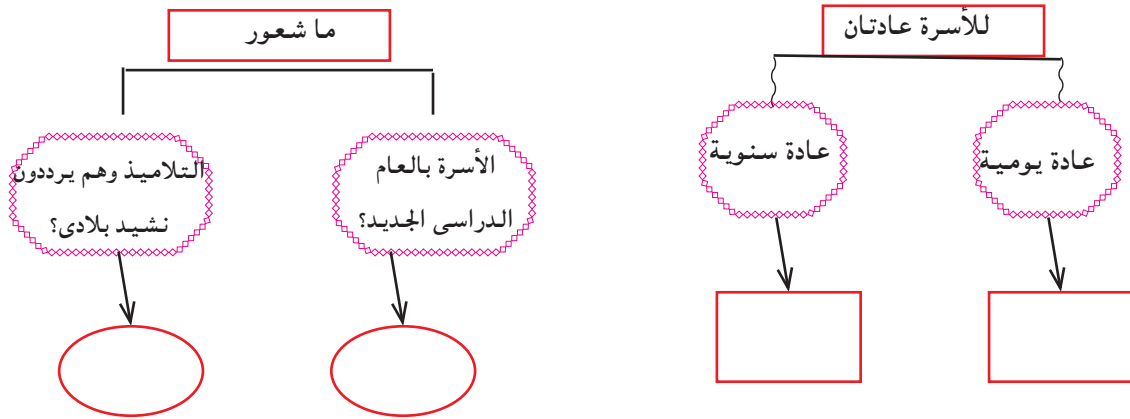 للأسرة عادتان
عادة يومية
عادة سنوية
ما شعور
الأسرة بالعام
الدراسى الجديد؟
التلاميذ وهم يرددون
نشيد بلادى؟